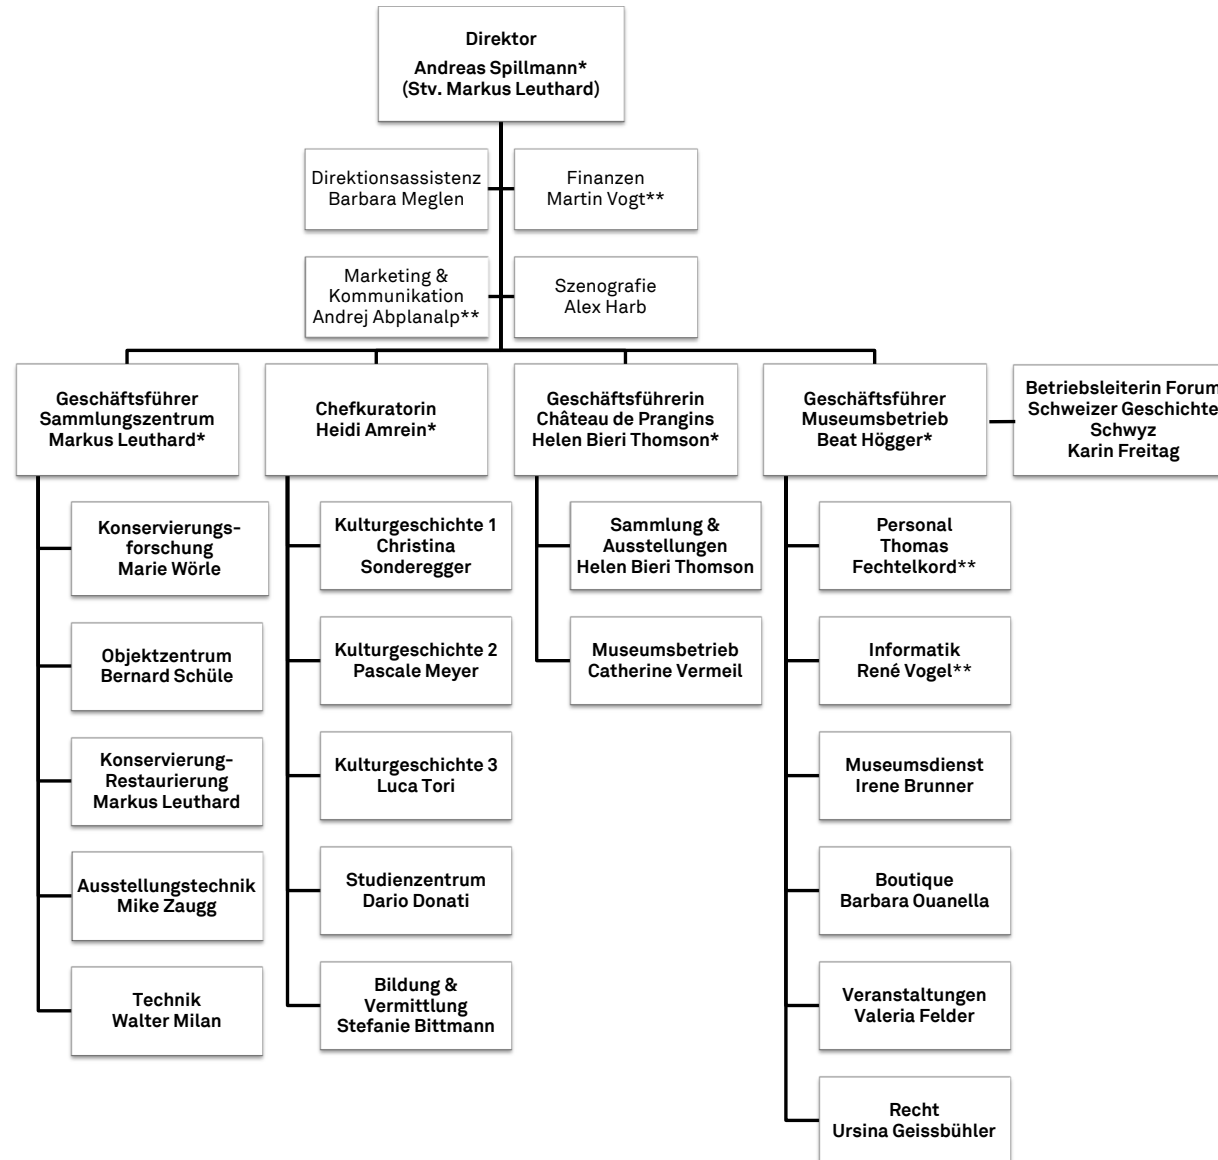 Direktor
Andreas Spillmann*
(Stv. Markus Leuthard)
Direktionsassistenz
Barbara Meglen
Finanzen
Martin Vogt**
Marketing &
Kommunikation
Andrej Abplanalp**
Szenografie
Alex Harb
Geschäftsführer
Sammlungszentrum
Markus Leuthard*
Chefkuratorin
Heidi Amrein*
Geschäftsführerin
Château de Prangins
Helen Bieri Thomson*
Geschäftsführer
Museumsbetrieb
Beat Högger*
Betriebsleiterin Forum
Schweizer Geschichte
Schwyz
Karin Freitag
Konservierungs-
forschung
Marie Wörle
Objektzentrum
Bernard Schüle
Konservierung-
Restaurierung
Markus Leuthard
Ausstellungstechnik
Mike Zaugg
Technik
Walter Milan
Kulturgeschichte 1
Christina
Sonderegger
Kulturgeschichte 2
Pascale Meyer
Kulturgeschichte 3
Luca Tori
Studienzentrum
Dario Donati
Bildung &
Vermittlung
Stefanie Bittmann
Sammlung &
Ausstellungen
Helen Bieri Thomson
Museumsbetrieb
Catherine Vermeil
Personal
Thomas
Fechtelkord**
Informatik
René Vogel**
Museumsdienst
Irene Brunner
Boutique
Barbara Ouanella
Veranstaltungen
Valeria Felder
Recht
Ursina Geissbühler